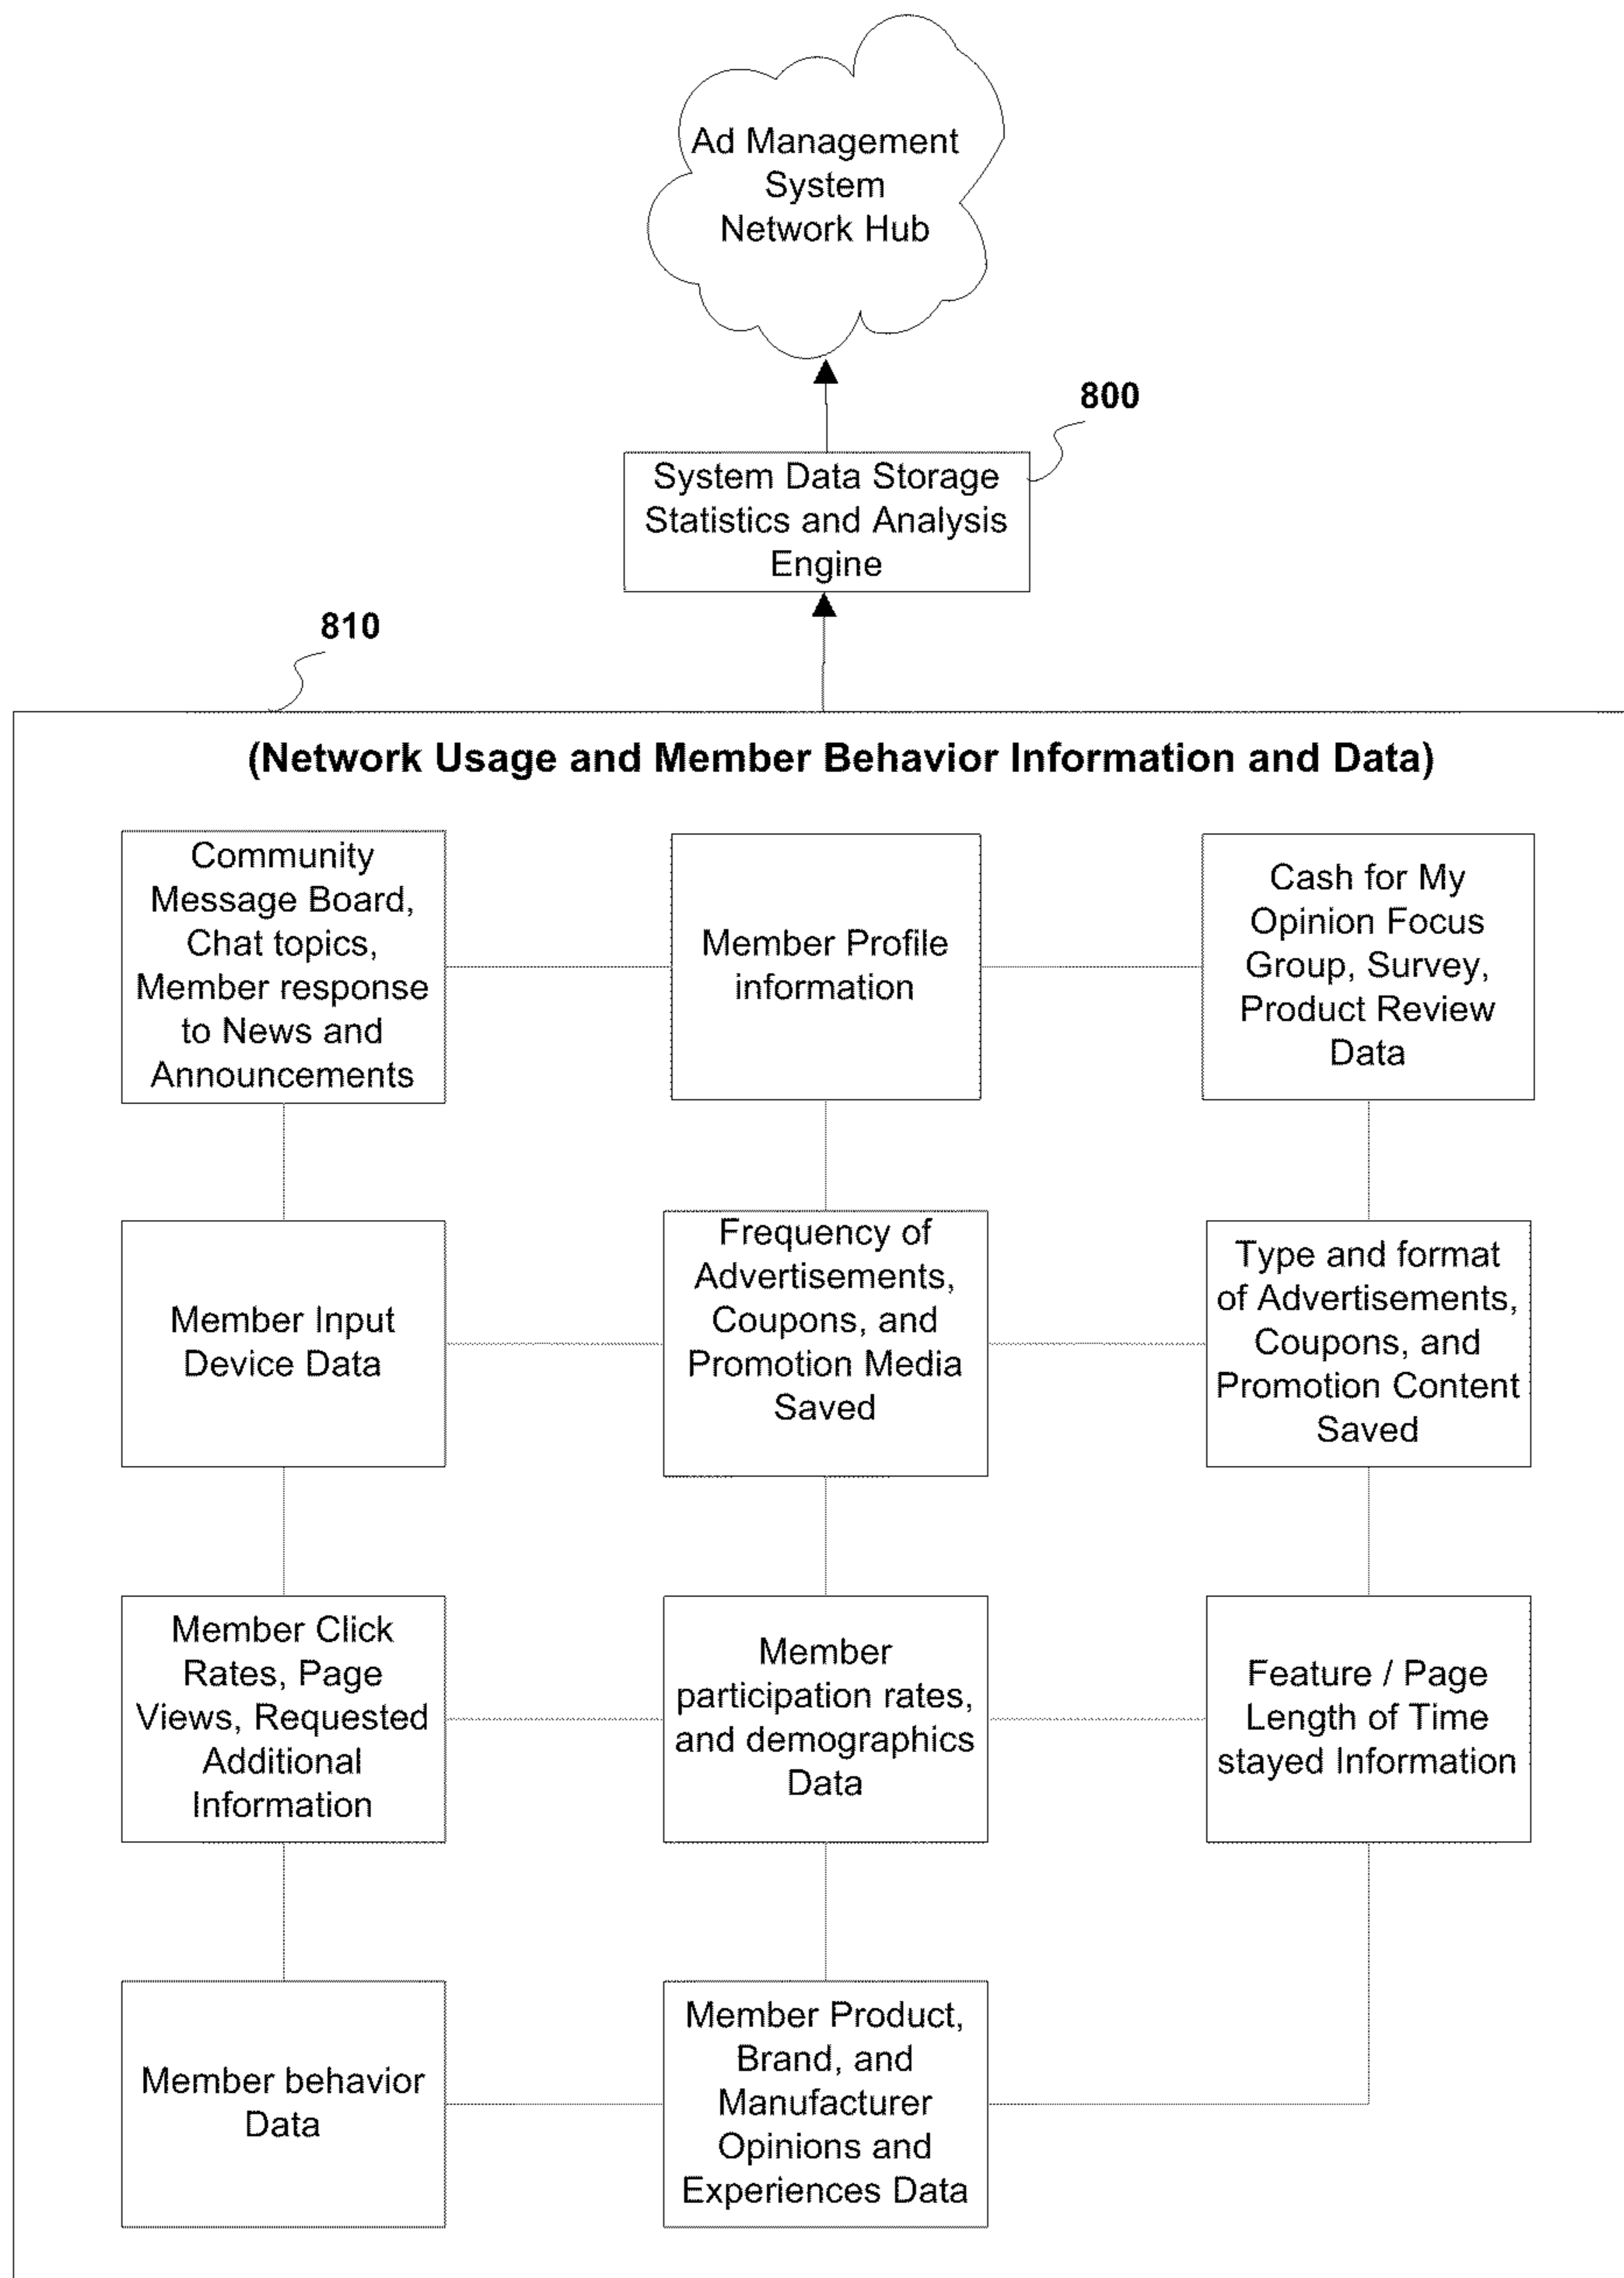 Ad Management
System
Network Hub
800
System Data Storage
Statistics and Analysis
Engine
810
(Network Usage and Member Behavior Information and Data)
Community
Message Board,
Chat topics,
Member response
to News and
Announcements
Member Profile
information
Cash for My
Opinion Focus
Group, Survey,
Product Review
Data
Member Input
Device Data
Frequency of
Advertisements,
Coupons, and
Promotion Media
Saved
Type and format
of Advertisements,
Coupons, and
Promotion Content
Saved
Member Click
Rates, Page
Views, Requested
Additional
Information
Member
participation rates,
and demographics
Data
Feature / Page
Length of Time
stayed Information
Member behavior
Data
Member Product,
Brand, and
Manufacturer
Opinions and
Experiences Data